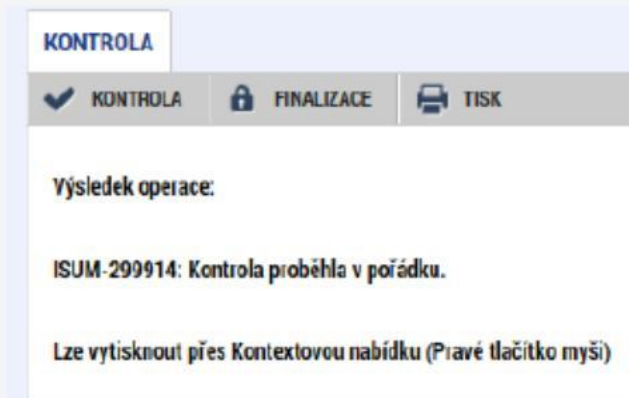 KONTROLA
KONTROLA FINALIZACE TISK
Výsledek operace:
ISUM-299914: Kontrola proběhla v pořádku.
Lze vytisknout přes Kontextovou nabídku (Pravé tlačítko myši)